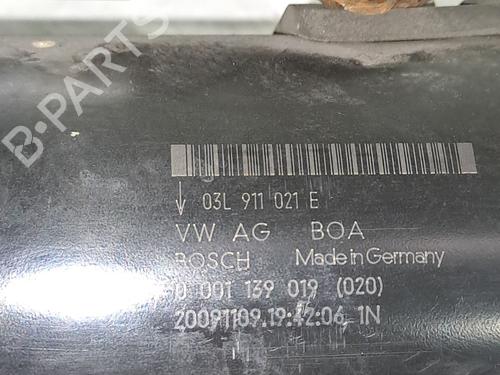 B-PARTS
↓ 03L 911 021 E
VW AG BOA
BOSCH Made in Germany
0 001 139 019 (020)
20091109.19:42:06 1N